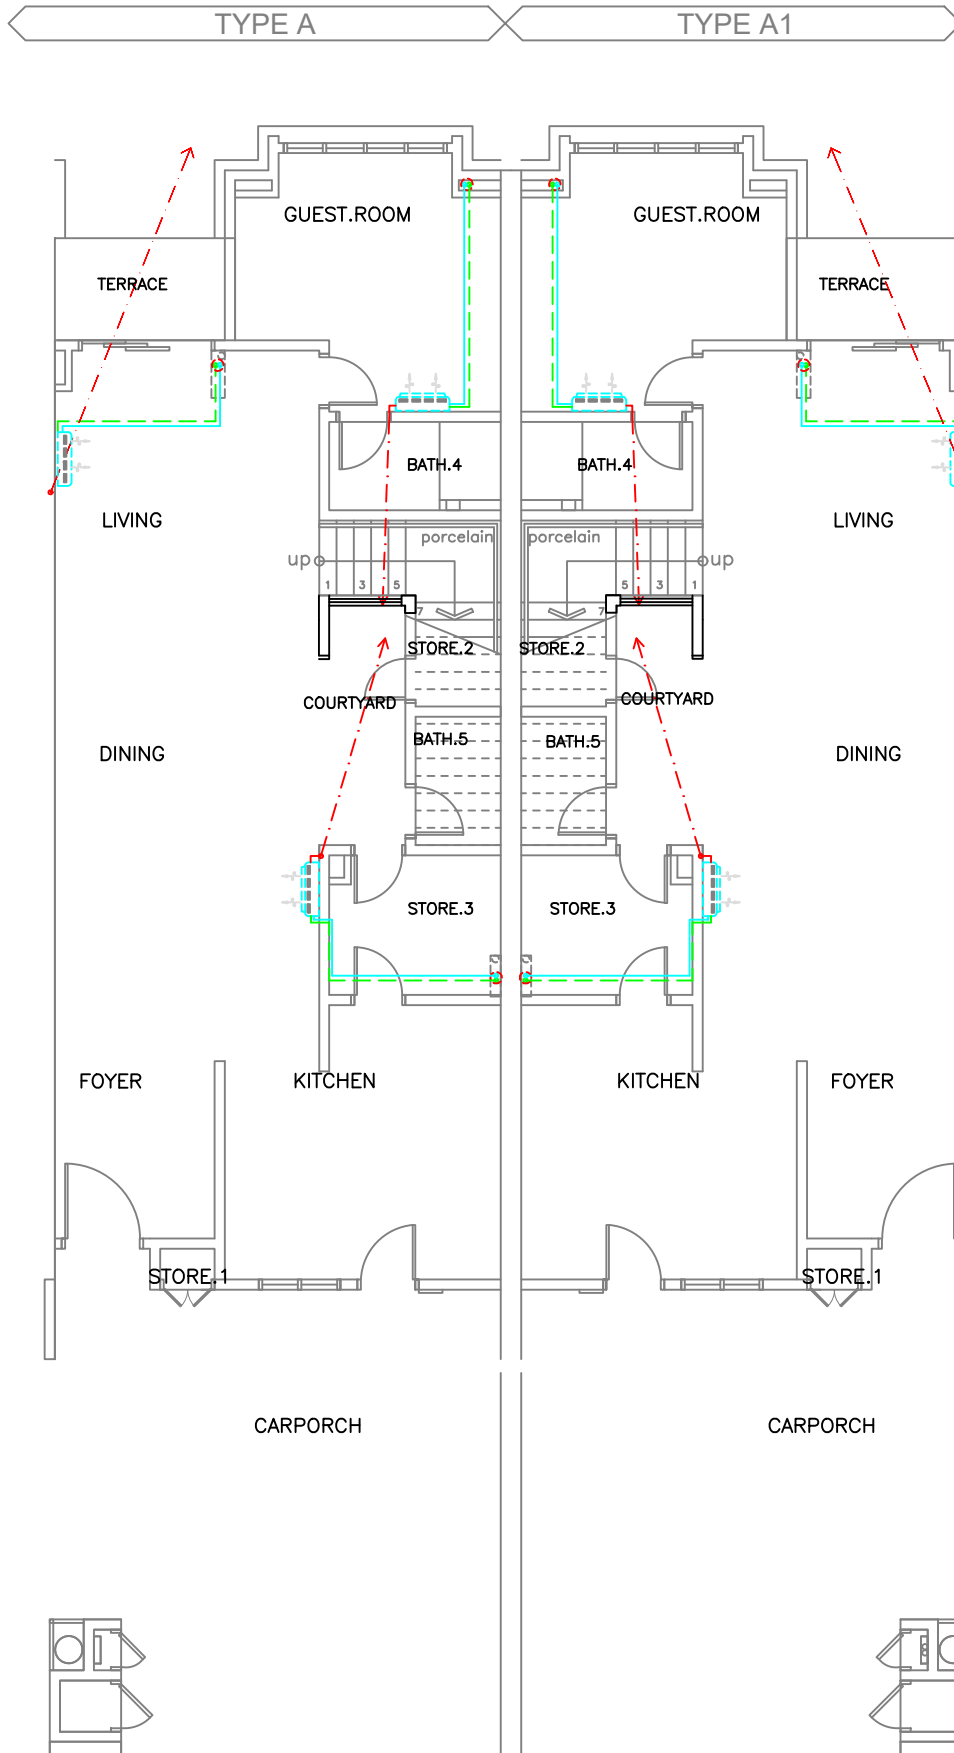 TYPE A
TYPE A1
GUEST.ROOM
GUEST.ROOM
TERRACE
TERRACE
BATH.4
BATH.4
LIVING
LIVING
porcelain
porcelain
up
up
1
3
5
5
3
1
7
7
STORE.2
STORE.2
COURTYARD
COURTYARD
BATH.5
BATH.5
DINING
DINING
STORE.3
STORE.3
FOYER
KITCHEN
KITCHEN
FOYER
STORE.1
STORE.1
CARPORCH
CARPORCH